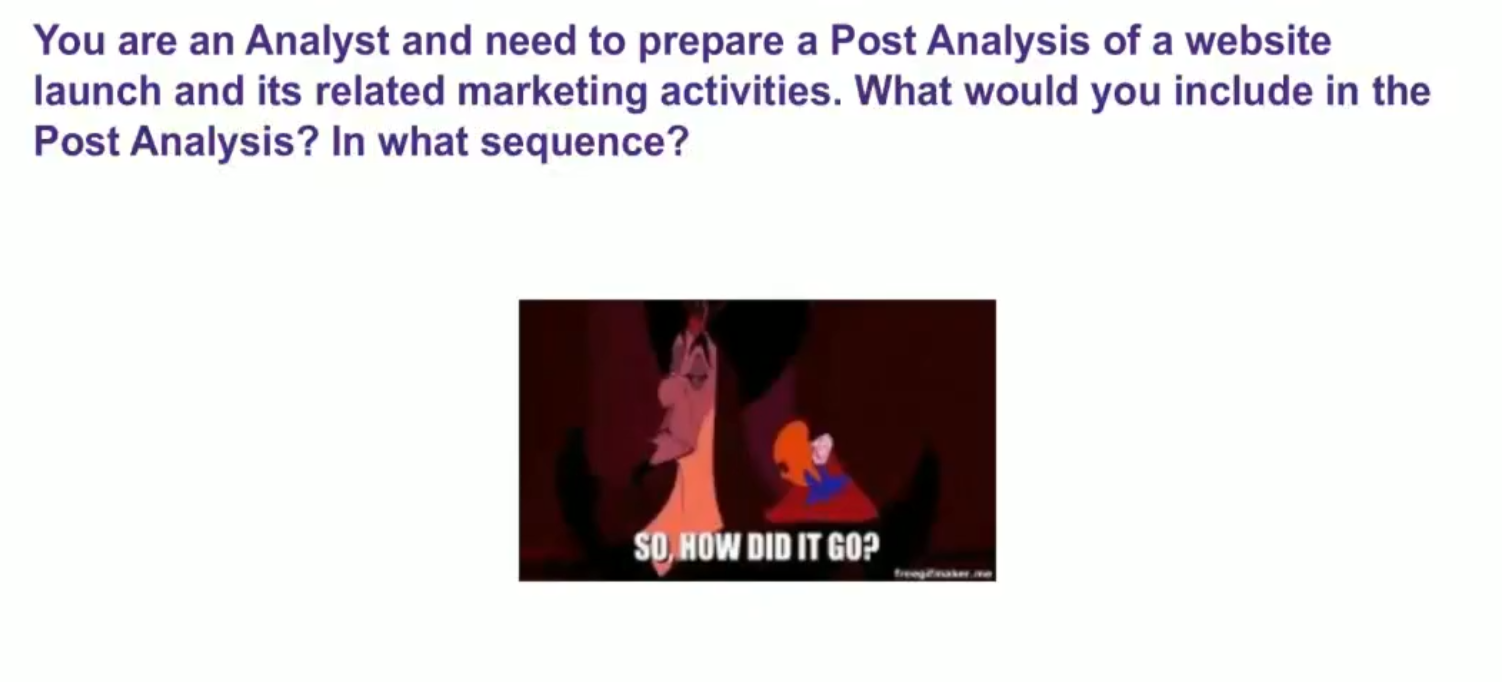 You are an Analyst and need to prepare a Post Analysis of a website
launch and its related marketing activities. What would you include in the
Post Analysis? In what sequence?
SO, HOW DID IT GO?
freegifmaker.me